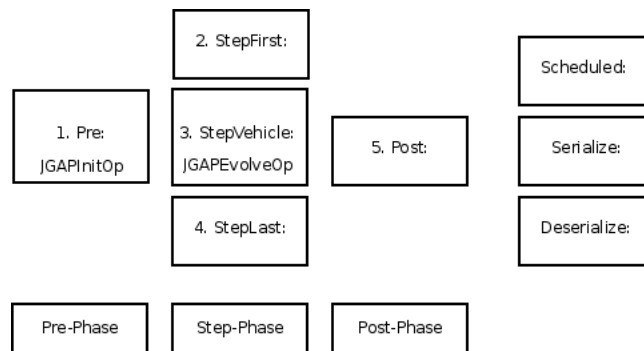 2. StepFirst:
Scheduled:
1. Pre:
JGAPInitOp
3. StepVehicle:
JGAPEvolveOp
5. Post:
Serialize:
4. StepLast:
Deserialize:
Pre-Phase
Step-Phase
Post-Phase